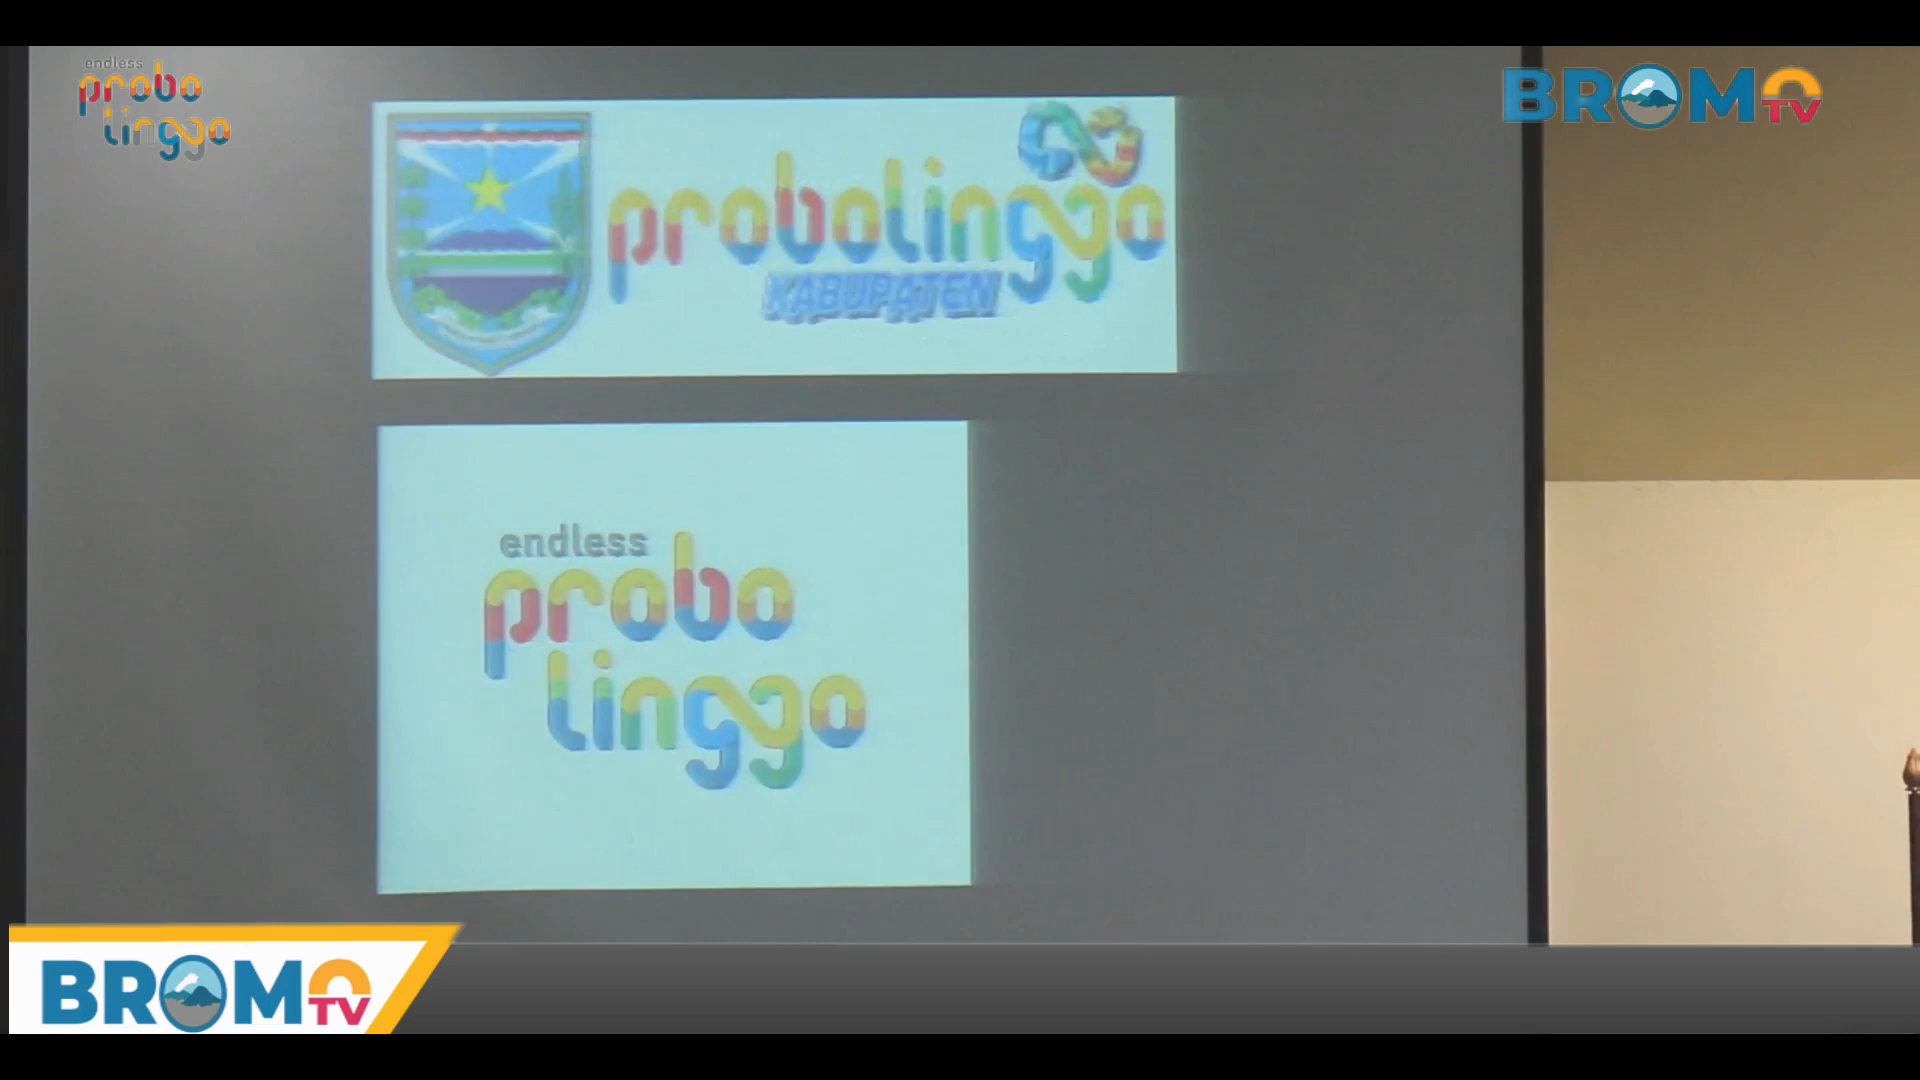 endless
probo
linggo
BROMO TV
probolinggo
KABUPATEN
endless
probo
linggo
BROMO TV